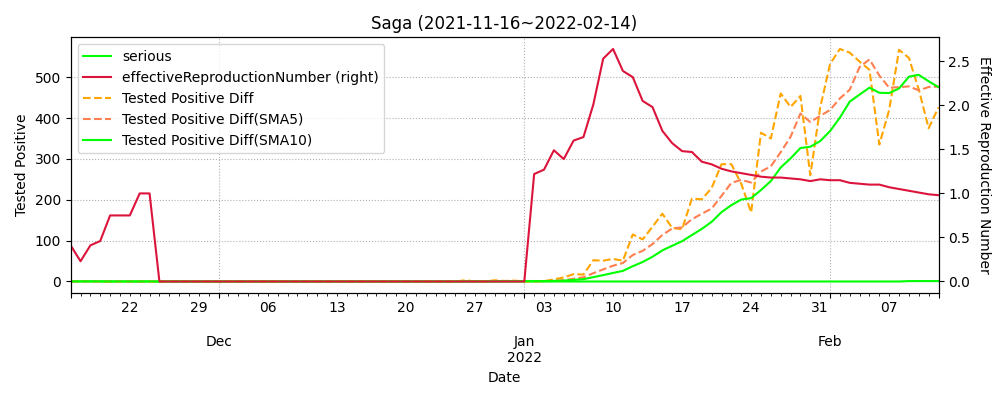 Saga (2021-11-16~2022-02-14)
serious
effectiveReproductionNumber (right)
Tested Positive Diff
Tested Positive Diff(SMA5)
Tested Positive Diff(SMA10)
Tested Positive
500
400
300
200
100
0
2.5
2.0
1.5
1.0
0.5
0.0
Effective Reproduction Number
22 29 06 13 20 27 03 10 17 24 31 07
Dec Jan Feb
2022
Date